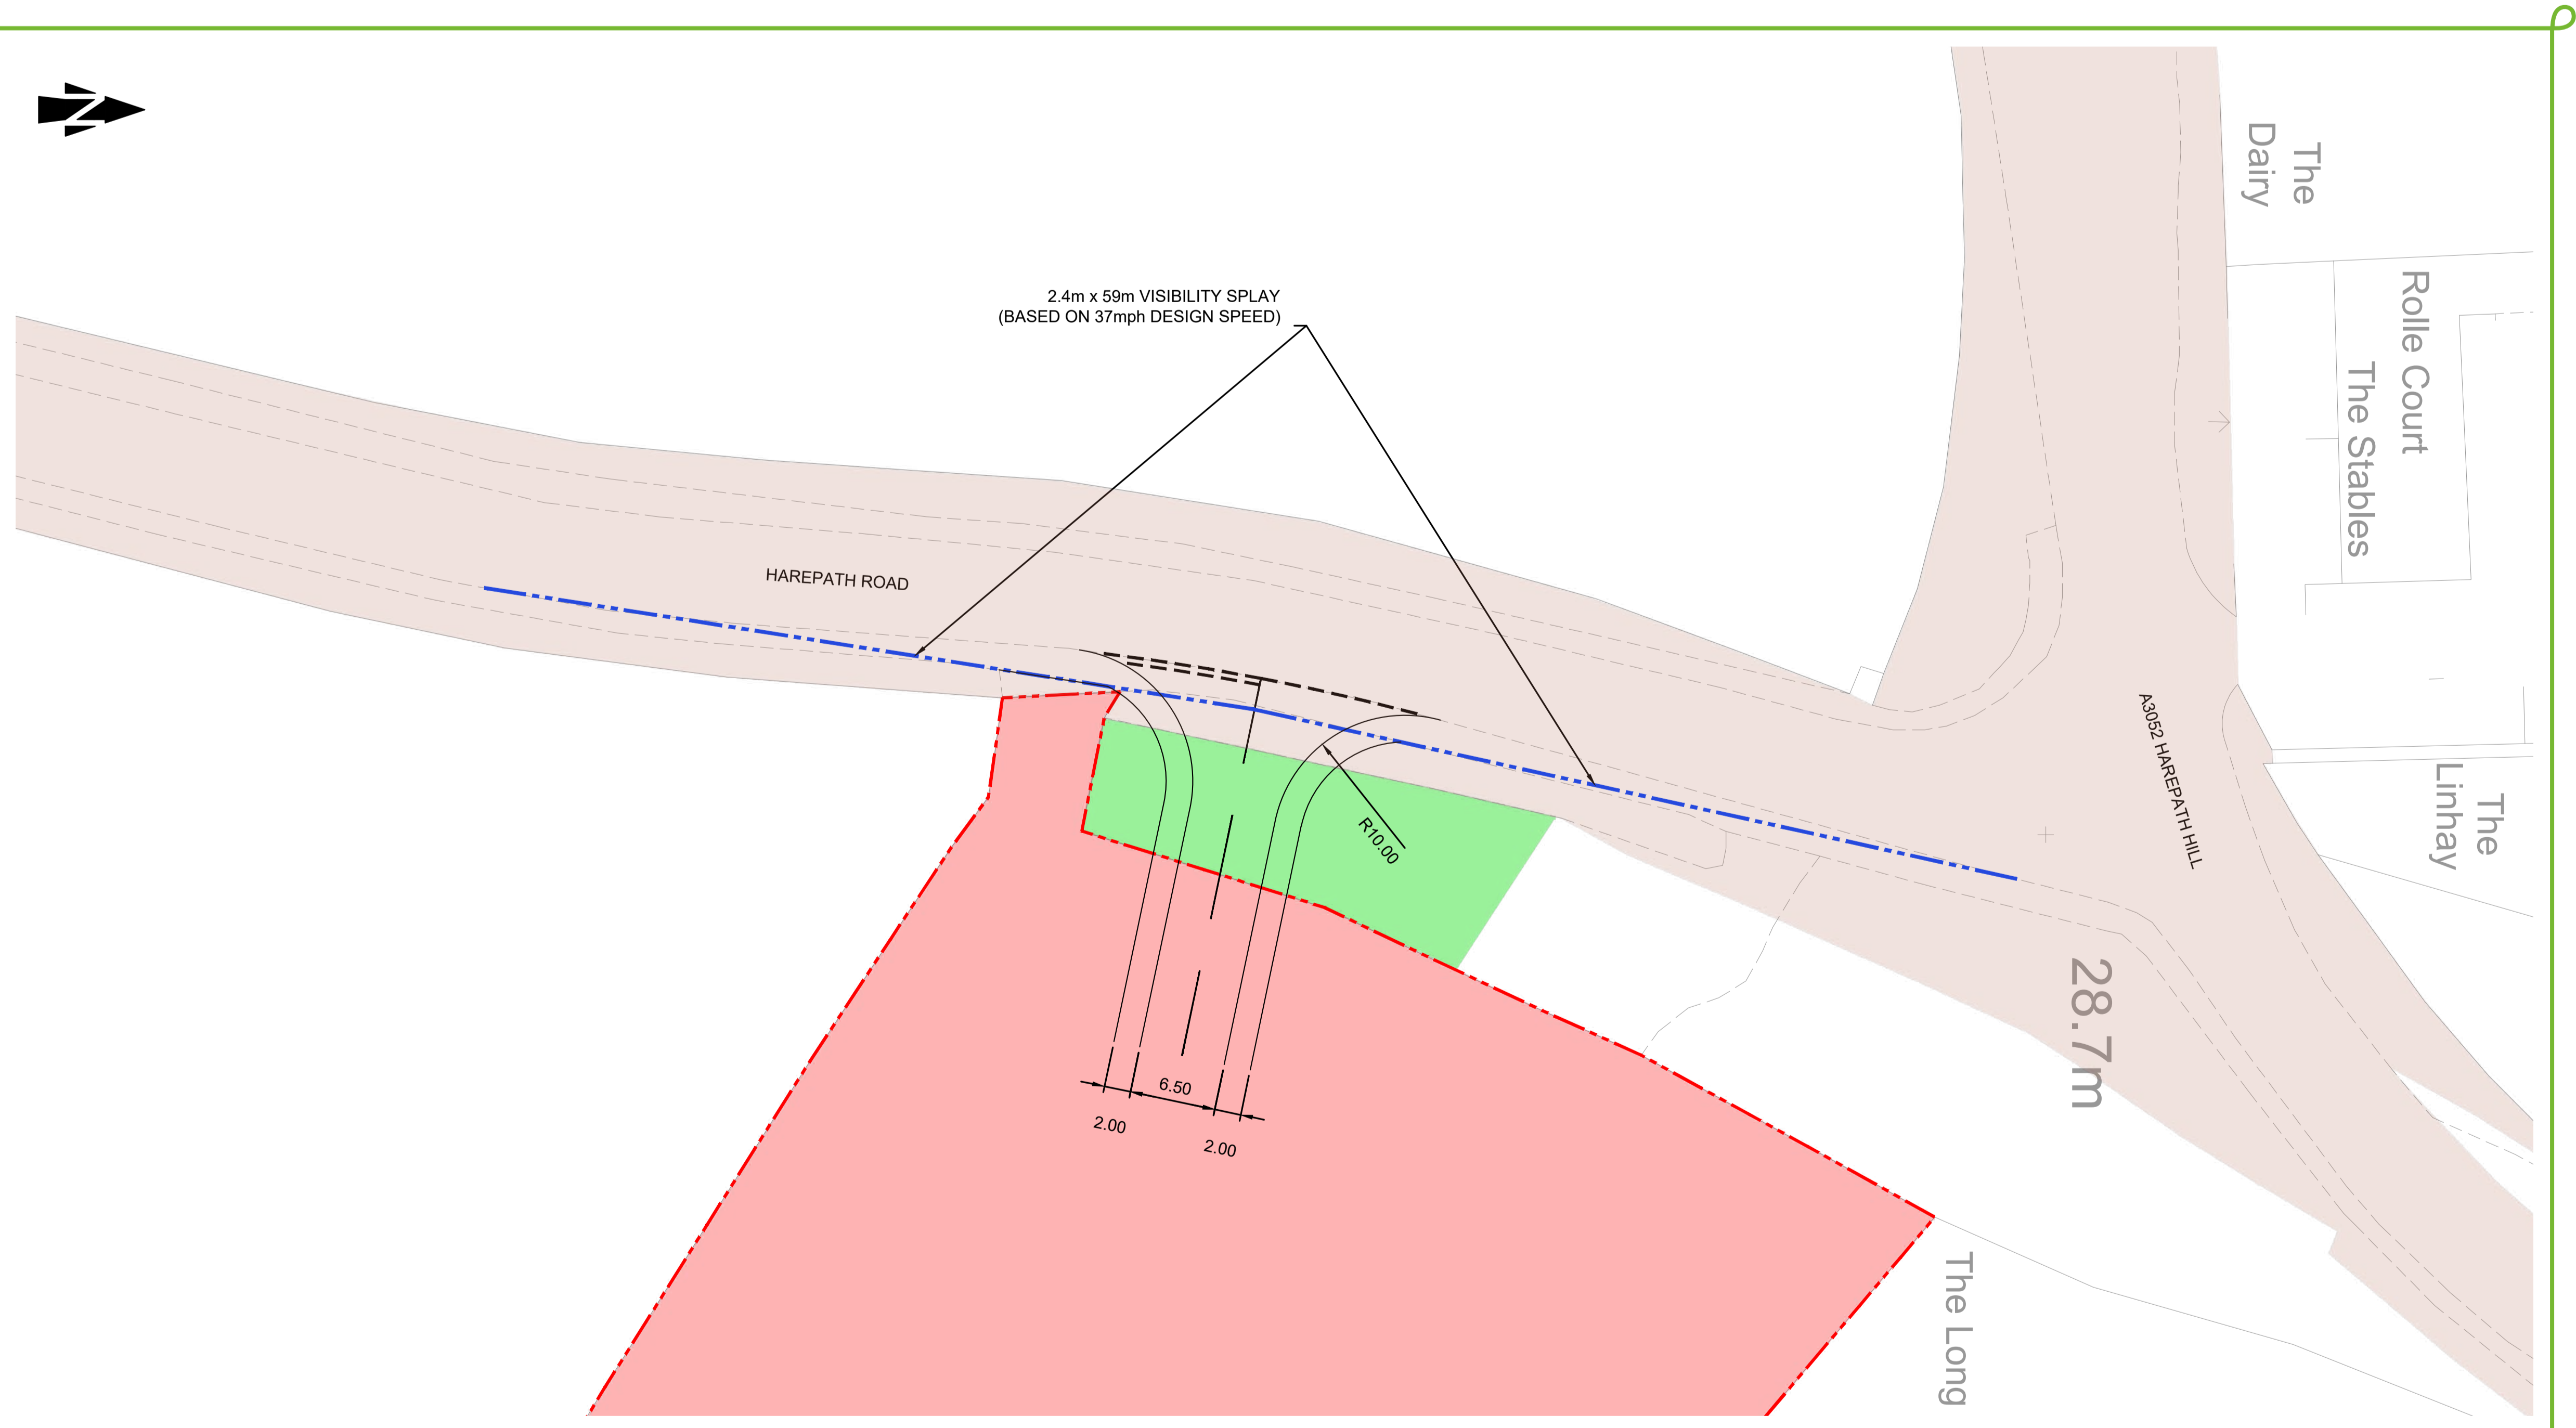 N
2.4m x 59m VISIBILITY SPLAY
(BASED ON 37mph DESIGN SPEED)
HAREPATH ROAD
R10.00
6.50
2.00
2.00
A3052 HAREPATH HILL
28.7m
The
Dairy
Rolle Court
The Stables
The
Linhay
The Long